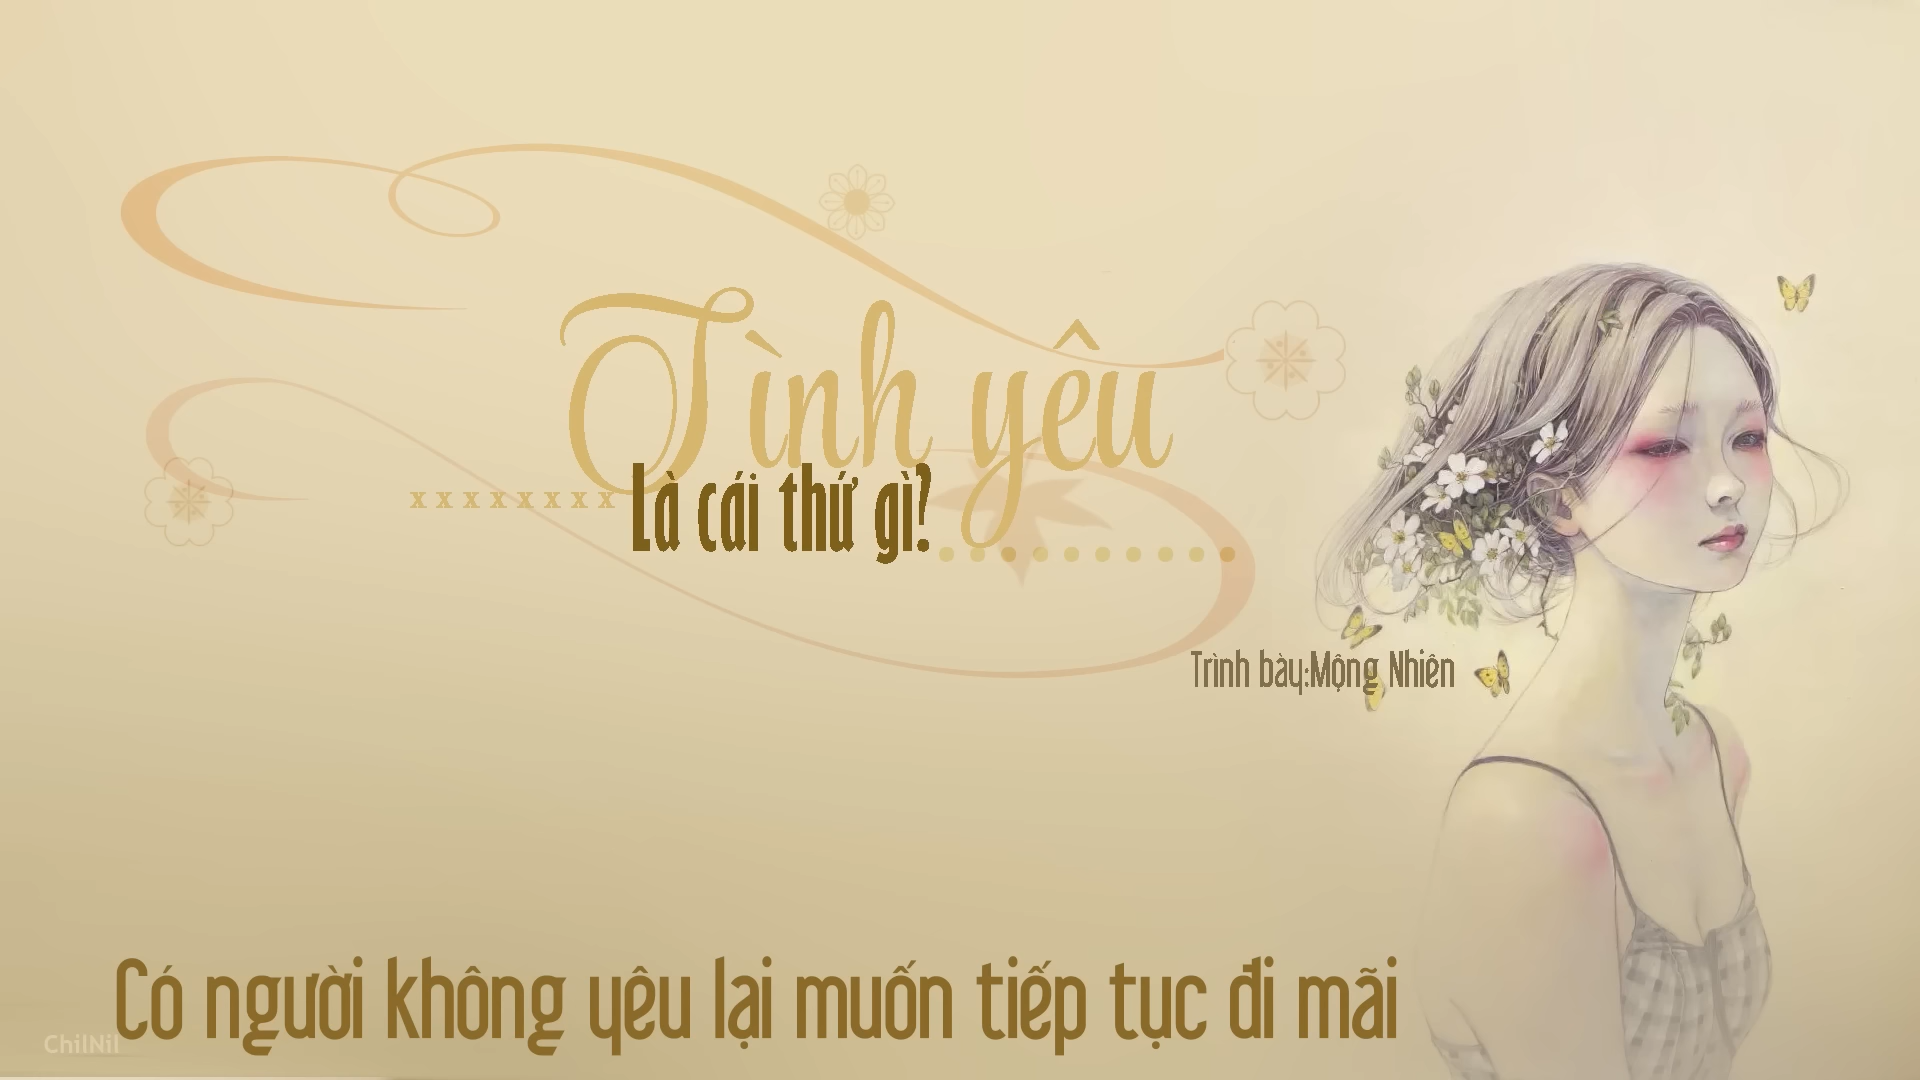 Tình yêu
x x x x x x x x Là cái thứ gì?..........
Trình bày:Mộng Nhiên
Có người không yêu lại muốn tiếp tục đi mãi
ChilNil